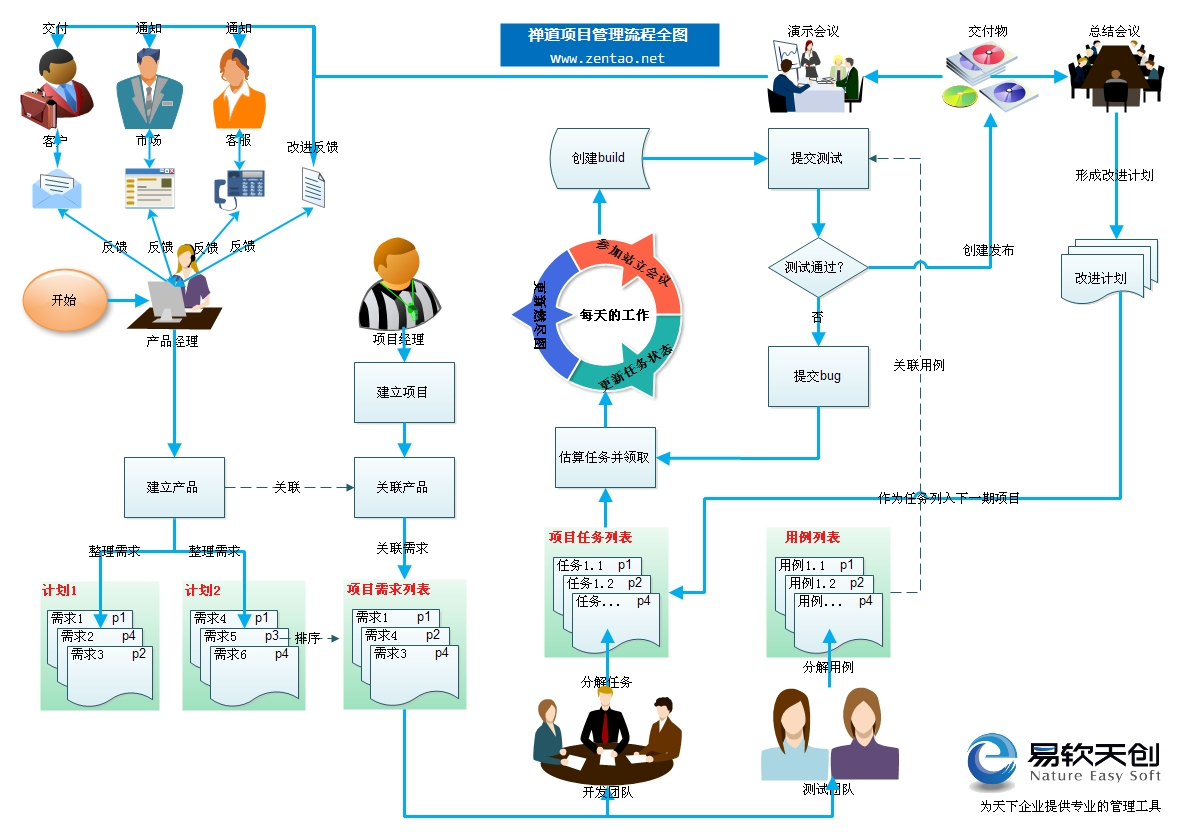 禅道项目管理流程全图
www.zentao.net
交付
通知
通知
演示会议
交付物
总结会议
客户
市场
客服
改进反馈
创建build
提交测试
形成改进计划
反馈
反馈
反馈
反馈
创建发布
测试通过？
改进计划
开始
产品经理
项目经理
参加站立会议
更新燃尽图
每天的工作
更新任务状态
否
关联用例
提交bug
建立项目
估算任务并领取
建立产品
关联
关联产品
作为任务列入下一期项目
整理需求
整理需求
关联需求
项目任务列表
用例列表
任务1.1 p1
任务1.2 p2
任务... p4
用例1.1 p1
用例1.2 p2
用例... p4
计划1
需求1 p1
需求2 p4
需求3 p2
计划2
需求4 p1
需求5 p3
需求6 p4
排序
项目需求列表
需求1 p1
需求4 p2
需求3 p4
分解任务
分解用例
开发团队
测试团队
易软天创
Nature Easy Soft
为天下企业提供专业的管理工具